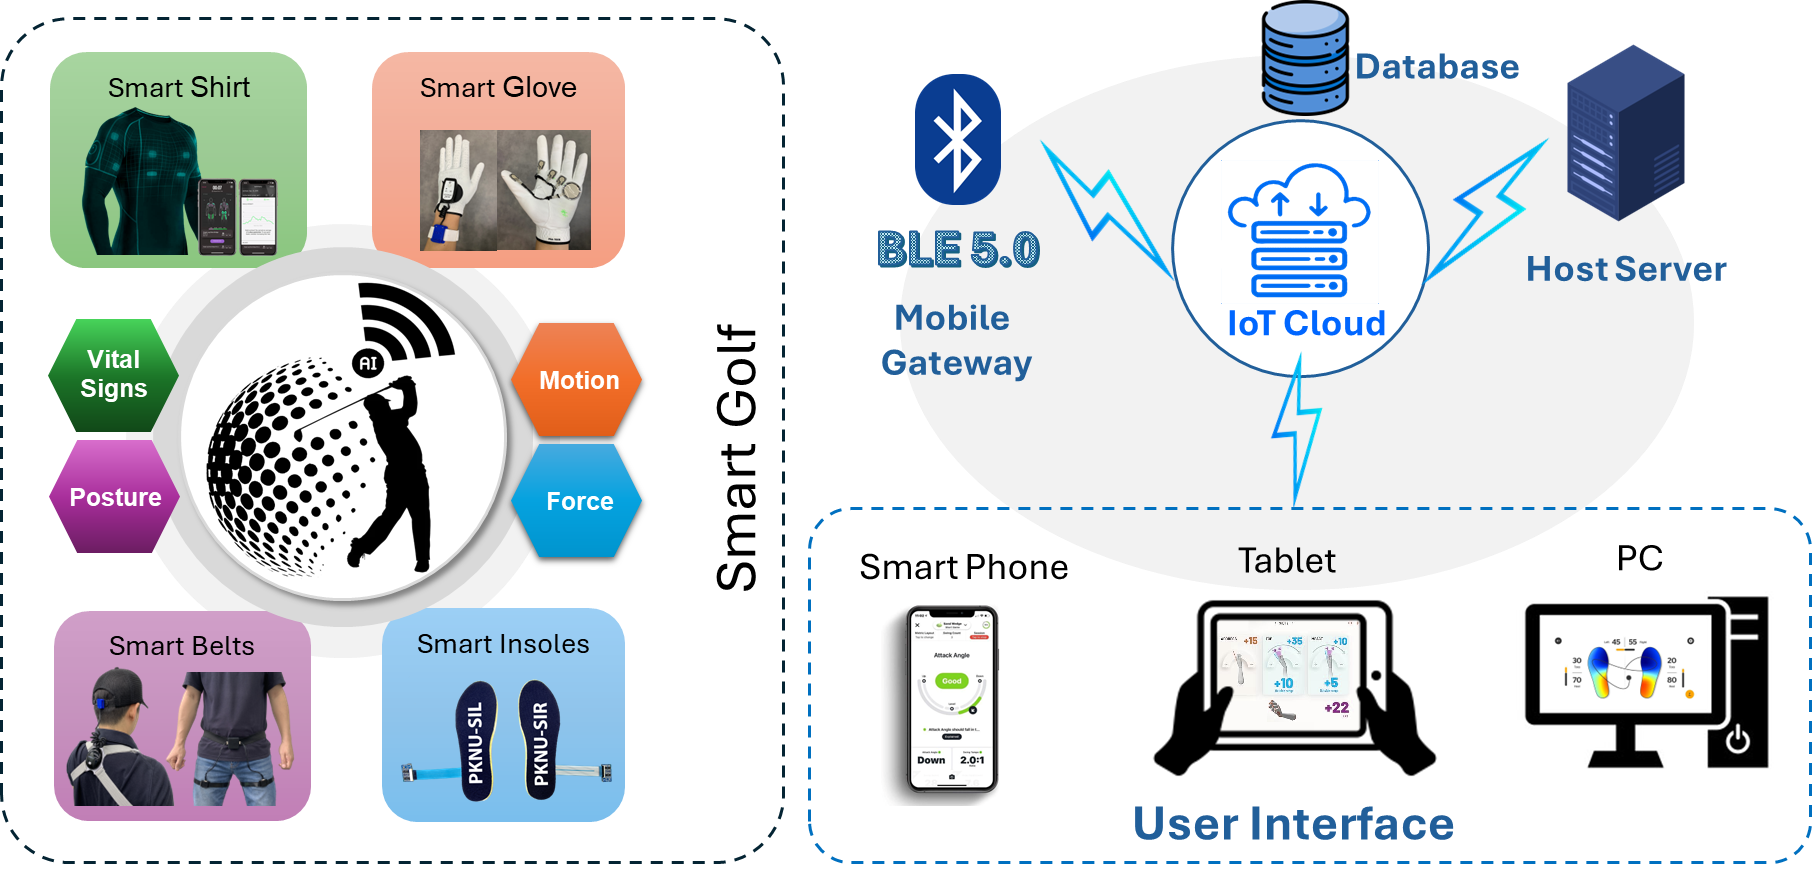 Smart Shirt
Smart Glove
AI
Vital
Signs
Motion
Posture
Force
Smart Belts
Smart Insoles
PKNU-SIL
PKNU-SIR
Smart Golf
Database
BLE 5.0
Mobile
Gateway
IoT Cloud
Host Server
Smart Phone
Tablet
PC
Attack Angle
Good
Down
2.0:1
+15
+35
+10
+10
+5
+22
45 55
30
70
20
80
User Interface